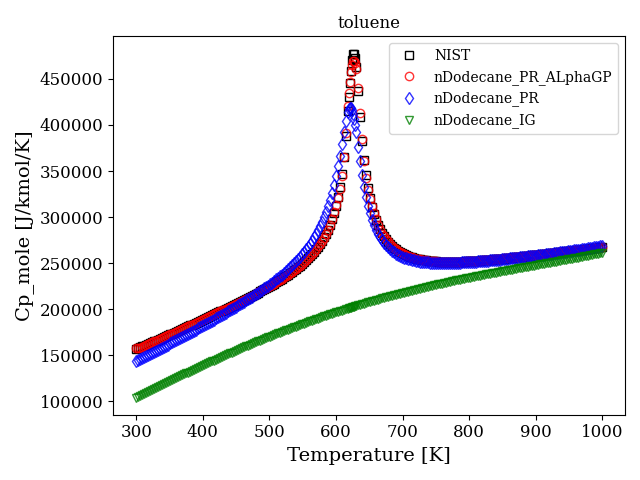 toluene
NIST
nDodecane_PR_ALphaGP
nDodecane_PR
nDodecane_IG
Cp_mole [J/kmol/K]
450000
400000
350000
300000
250000
200000
150000
100000
300 400 500 600 700 800 900 1000
Temperature [K]